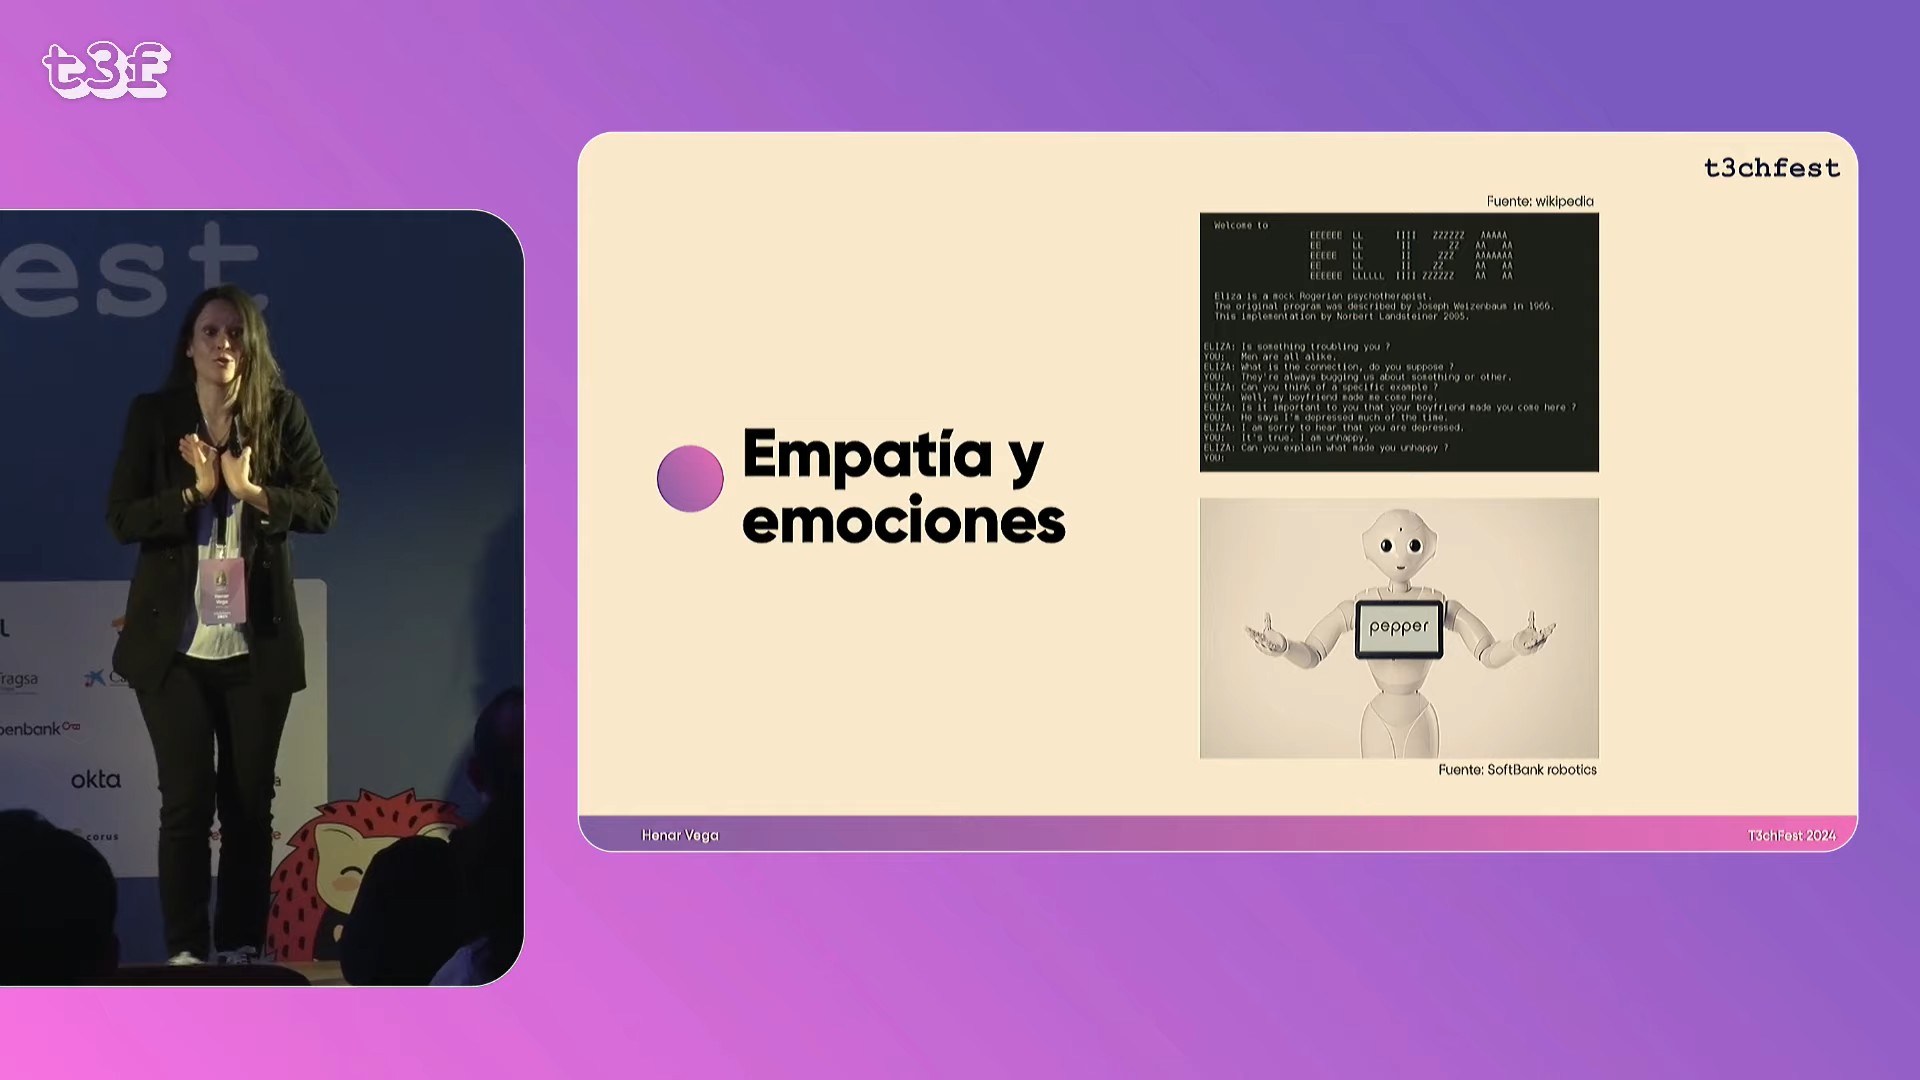 t3f
est
ragsa
penbank
okta
corus
Henar
Vega
t3chfest
Fuente: wikipedia
Welcome to
EEEEEE LL IIII ZZZZZZ AAAAA
EE LL II ZZ AA AA
EEEEE LL II ZZZ AAAAAAA
EE LL II ZZ AA AA
EEEEEE LLLLLL IIII ZZZZZZ AA AA
Eliza is a mock Rogerian psychotherapist.
The original program was described by Joseph Weizenbaum in 1966.
This implementation by Norbert Landsteiner 2005.
ELIZA: Is something troubling you ?
YOU: Men are all alike.
ELIZA: What is the connection, do you suppose ?
YOU: They're always bugging us about something or other.
ELIZA: Can you think of a specific example ?
YOU: Well, my boyfriend made me come here.
ELIZA: Is it important to you that your boyfriend made you come here ?
YOU: He says I'm depressed much of the time.
ELIZA: I am sorry to hear that you are depressed.
YOU: It's true. I am unhappy.
ELIZA: Can you explain what made you unhappy ?
YOU:
Empatía y
emociones
pepper
Fuente: SoftBank robotics
Henar Vega
T3chFest 2024